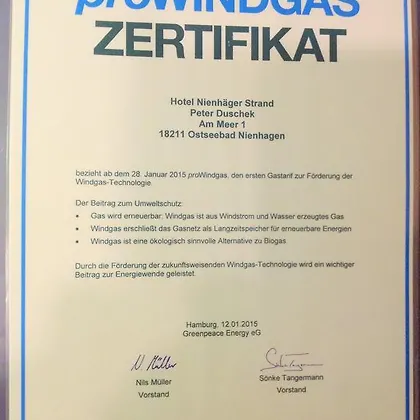 proWINDGAS
ZERTIFIKAT
Hotel Nienhäger Strand
Peter Duschek
Am Meer 1
18211 Ostseebad Nienhagen
bezieht ab dem 28. Januar 2015 proWindgas, den ersten Gastarif zur Förderung der
Windgas-Technologie.
Der Beitrag zum Umweltschutz:
• Gas wird erneuerbar: Windgas ist aus Windstrom und Wasser erzeugtes Gas
• Windgas erschließt das Gasnetz als Langzeitspeicher für erneuerbare Energien
• Windgas ist eine ökologisch sinnvolle Alternative zu Biogas
Durch die Förderung der zukunftsweisenden Windgas-Technologie wird ein wichtiger
Beitrag zur Energiewende geleistet.
Hamburg, 12.01.2015
Greenpeace Energy eG
N. Müller
Nils Müller
Sönke Tangermann
Vorstand
Vorstand